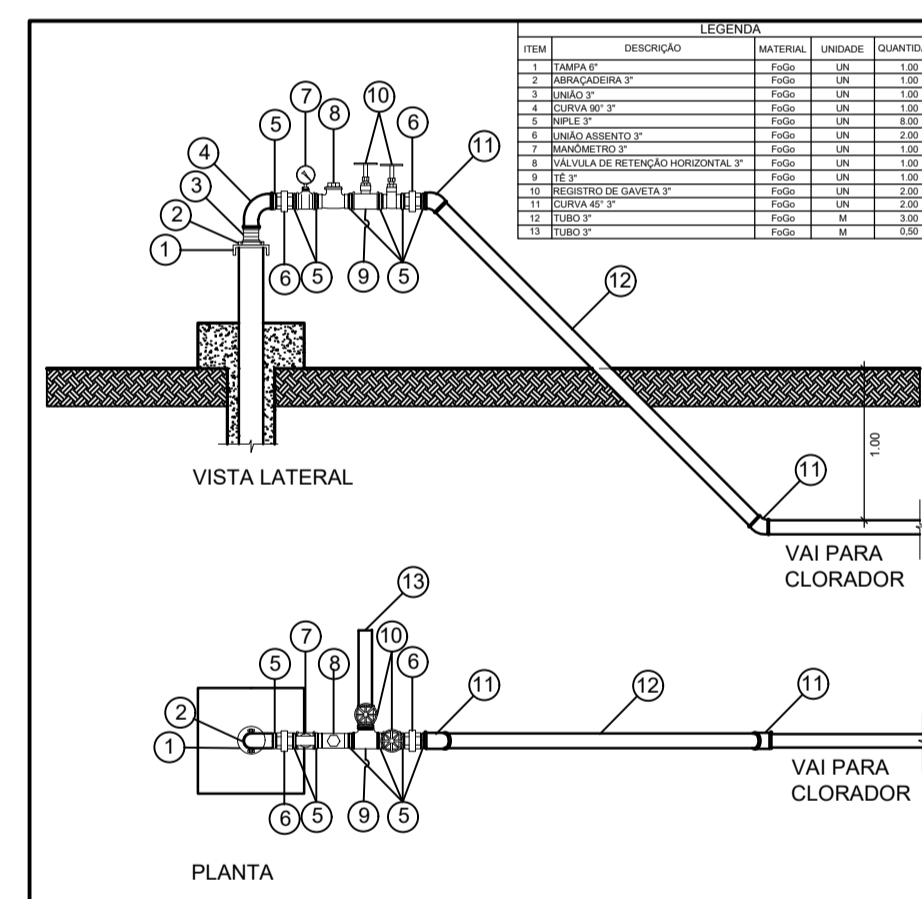 LEGENDA
ITEM DESCRIÇÃO MATERIAL UNIDADE QUANTIDA
1 TAMPA 6" FoGo UN 1.00
2 ABRAÇADEIRA 3" FoGo UN 1.00
3 UNIÃO 3" FoGo UN 1.00
4 CURVA 90° 3" FoGo UN 1.00
5 NIPLE 3" FoGo UN 8.00
6 UNIÃO ASSENTO 3" FoGo UN 2.00
7 MANÔMETRO 3" FoGo UN 1.00
8 VÁLVULA DE RETENÇÃO HORIZONTAL 3" FoGo UN 1.00
9 TÊ 3" FoGo UN 1.00
10 REGISTRO DE GAVETA 3" FoGo UN 2.00
11 CURVA 45° 3" FoGo UN 2.00
12 TUBO 3" FoGo M 3.00
13 TUBO 3" FoGo M 0,50
7 8 10
5 6
4 11
3
2
1
6 5 9 5
12
1.00
VISTA LATERAL
11
VAI PARA
CLORADOR
13
5 7 8 10 6
11 12 11
2
1
VAI PARA
CLORADOR
6 5 9 5
PLANTA